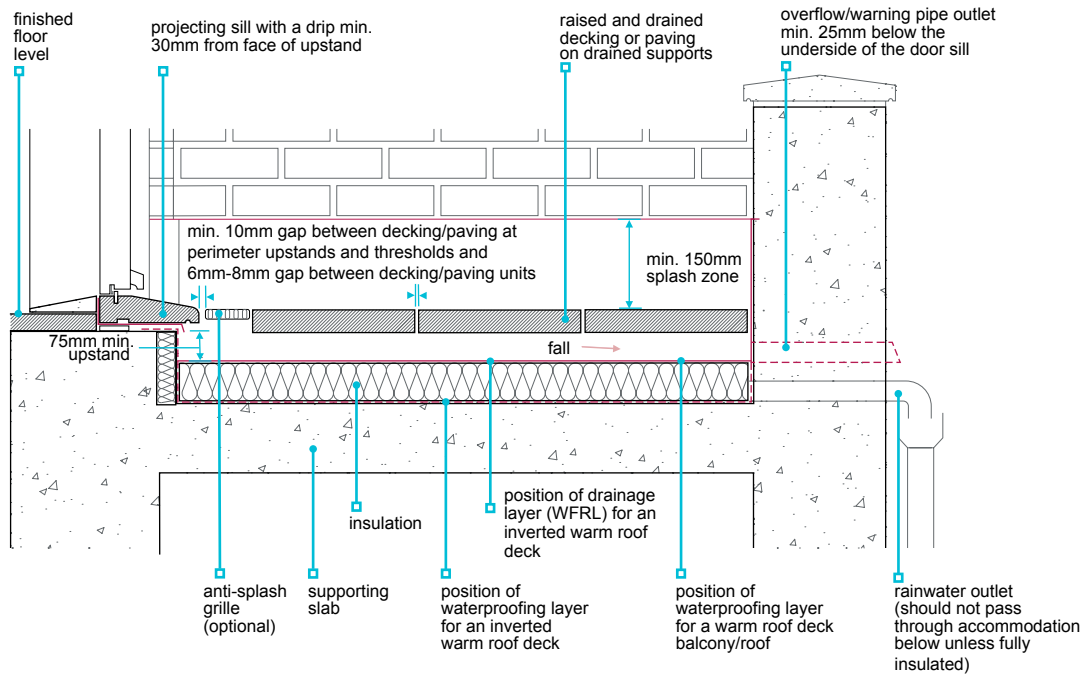 finished
floor
level
projecting sill with a drip min.
30mm from face of upstand
raised and drained
decking or paving
on drained supports
overflow/warning pipe outlet
min. 25mm below the
underside of the door sill
min. 10mm gap between decking/paving at
perimeter upstands and thresholds and
6mm-8mm gap between decking/paving units
min. 150mm
splash zone
75mm min.
upstand
fall
insulation
position of drainage
layer (WFRL) for an
inverted warm roof
deck
anti-splash
grille
(optional)
supporting
slab
position of
waterproofing layer
for an inverted
warm roof deck
position of
waterproofing layer
for a warm roof deck
balcony/roof
rainwater outlet
(should not pass
through accommodation
below unless fully
insulated)